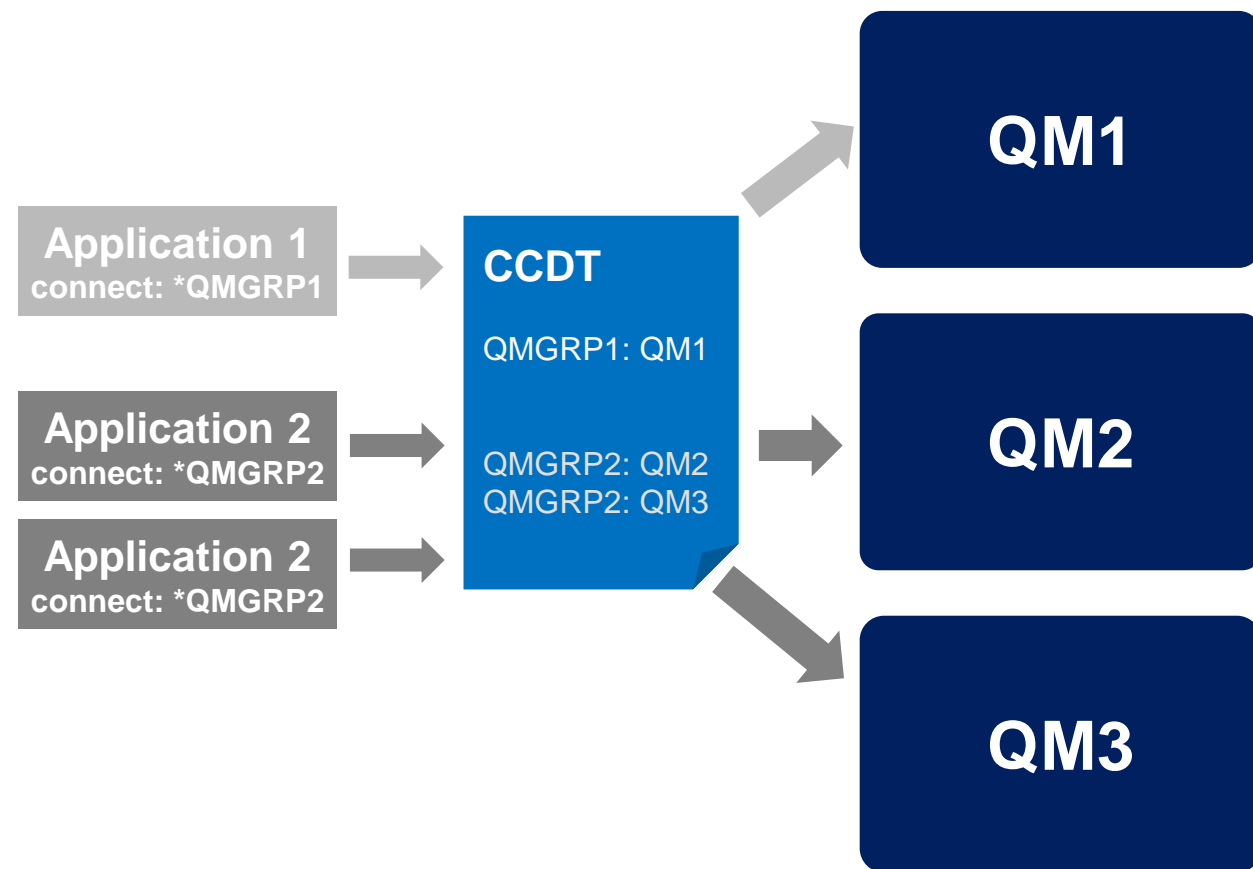 Application 1
connect: *QMGRP1
Application 2
connect: *QMGRP2
Application 2
connect: *QMGRP2
CCDT
QMGRP1: QM1
QMGRP2: QM2
QMGRP2: QM3
QM1
QM2
QM3